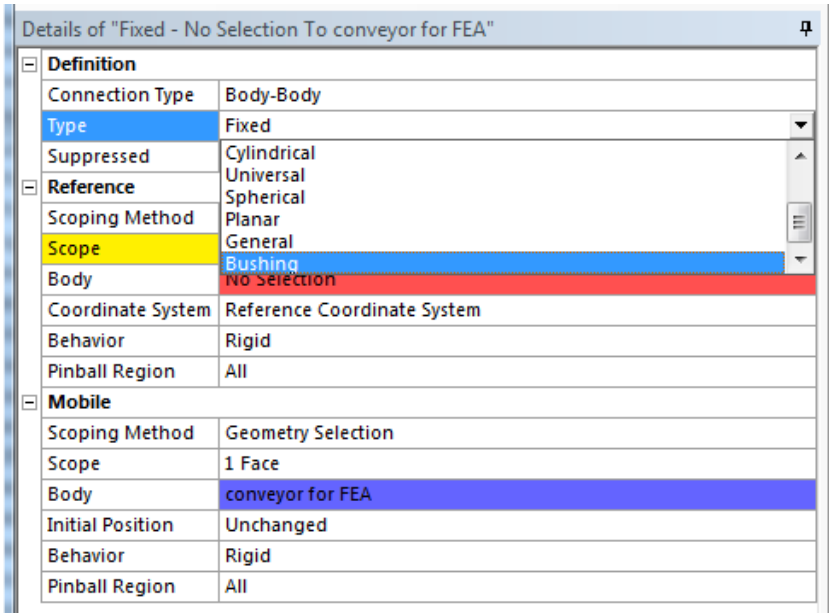 Details of "Fixed - No Selection To conveyor for FEA"
Definition
Connection Type Body-Body
Type Fixed
Suppressed
Cylindrical
Universal
Spherical
Planar
General
Bushing
Reference
Scoping Method
Scope
Body No Selection
Coordinate System Reference Coordinate System
Behavior Rigid
Pinball Region All
Mobile
Scoping Method Geometry Selection
Scope 1 Face
Body conveyor for FEA
Initial Position Unchanged
Behavior Rigid
Pinball Region All